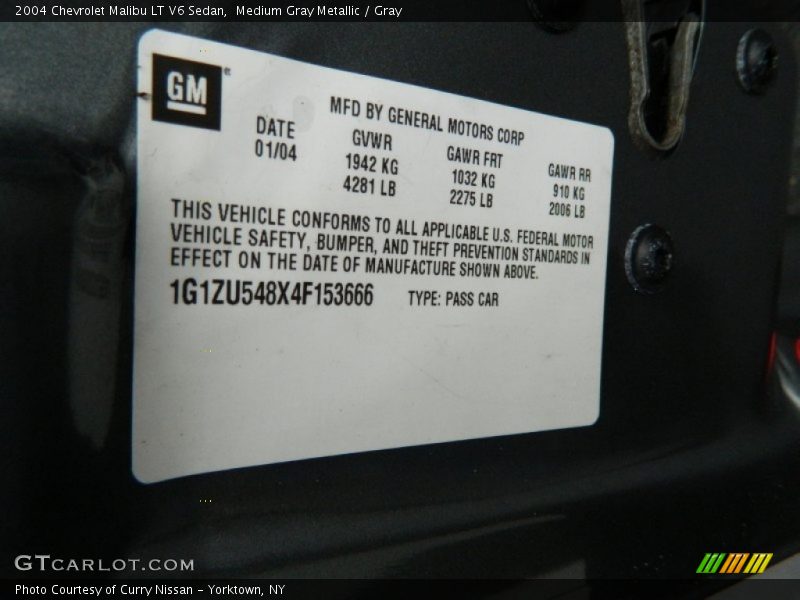 2004 Chevrolet Malibu LT V6 Sedan,  Medium Gray Metallic / Gray
GM®
MFD BY GENERAL MOTORS CORP
DATE GVWR GAWR FRT GAWR RR
01/04 1942 KG 1032 KG 910 KG
4281 LB 2275 LB 2006 LB
THIS VEHICLE CONFORMS TO ALL APPLICABLE U.S. FEDERAL MOTOR
VEHICLE SAFETY, BUMPER, AND THEFT PREVENTION STANDARDS IN
EFFECT ON THE DATE OF MANUFACTURE SHOWN ABOVE.
1G1ZU548X4F153666 TYPE: PASS CAR
GTCARLOT.COM
Photo Courtesy of Curry Nissan - Yorktown, NY